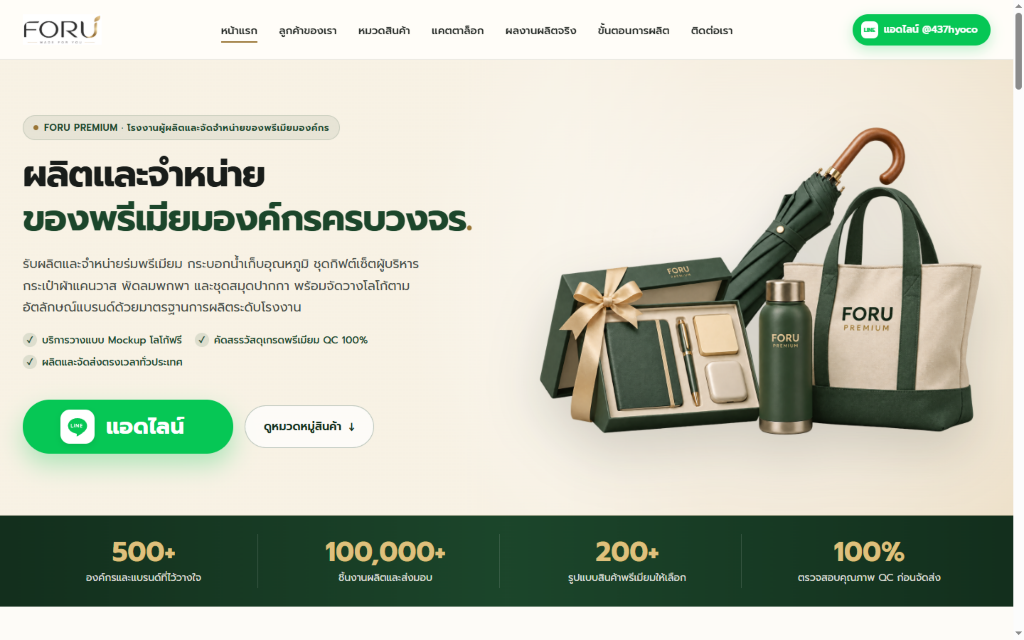 FORU
MADE FOR YOU
หน้าแรก
ลูกค้าของเรา
หมวดสินค้า
แคตตาล็อก
ผลงานผลิตจริง
ขั้นตอนการผลิต
ติดต่อเรา
LINE แอดไลน์ @437hyoco
FORU PREMIUM · โรงงานผู้ผลิตและจัดจำหน่ายของพรีเมียมองค์กร
ผลิตและจำหน่าย
ของพรีเมียมองค์กรครบวงจร.
รับผลิตและจำหน่ายร่มพรีเมียม กระบอกน้ำเก็บอุณหภูมิ ชุดกิฟต์เซ็ตผู้บริหาร
กระเป๋าผ้าแคนวาส พัดลมพกพา และชุดสมุดปากกา พร้อมจัดวางโลโก้ตาม
อัตลักษณ์แบรนด์ด้วยมาตรฐานการผลิตระดับโรงงาน
✓ บริการวางแบบ Mockup โลโก้ฟรี
✓ คัดสรรวัสดุเกรดพรีเมียม QC 100%
✓ ผลิตและจัดส่งตรงเวลาทั่วประเทศ
LINE แอดไลน์
ดูหมวดหมู่สินค้า ↓
FORU
PREMIUM
FORU
PREMIUM
FORU
PREMIUM
500+
องค์กรและแบรนด์ที่ไว้วางใจ
100,000+
ชิ้นงานผลิตและส่งมอบ
200+
รูปแบบสินค้าพรีเมียมให้เลือก
100%
ตรวจสอบคุณภาพ QC ก่อนจัดส่ง